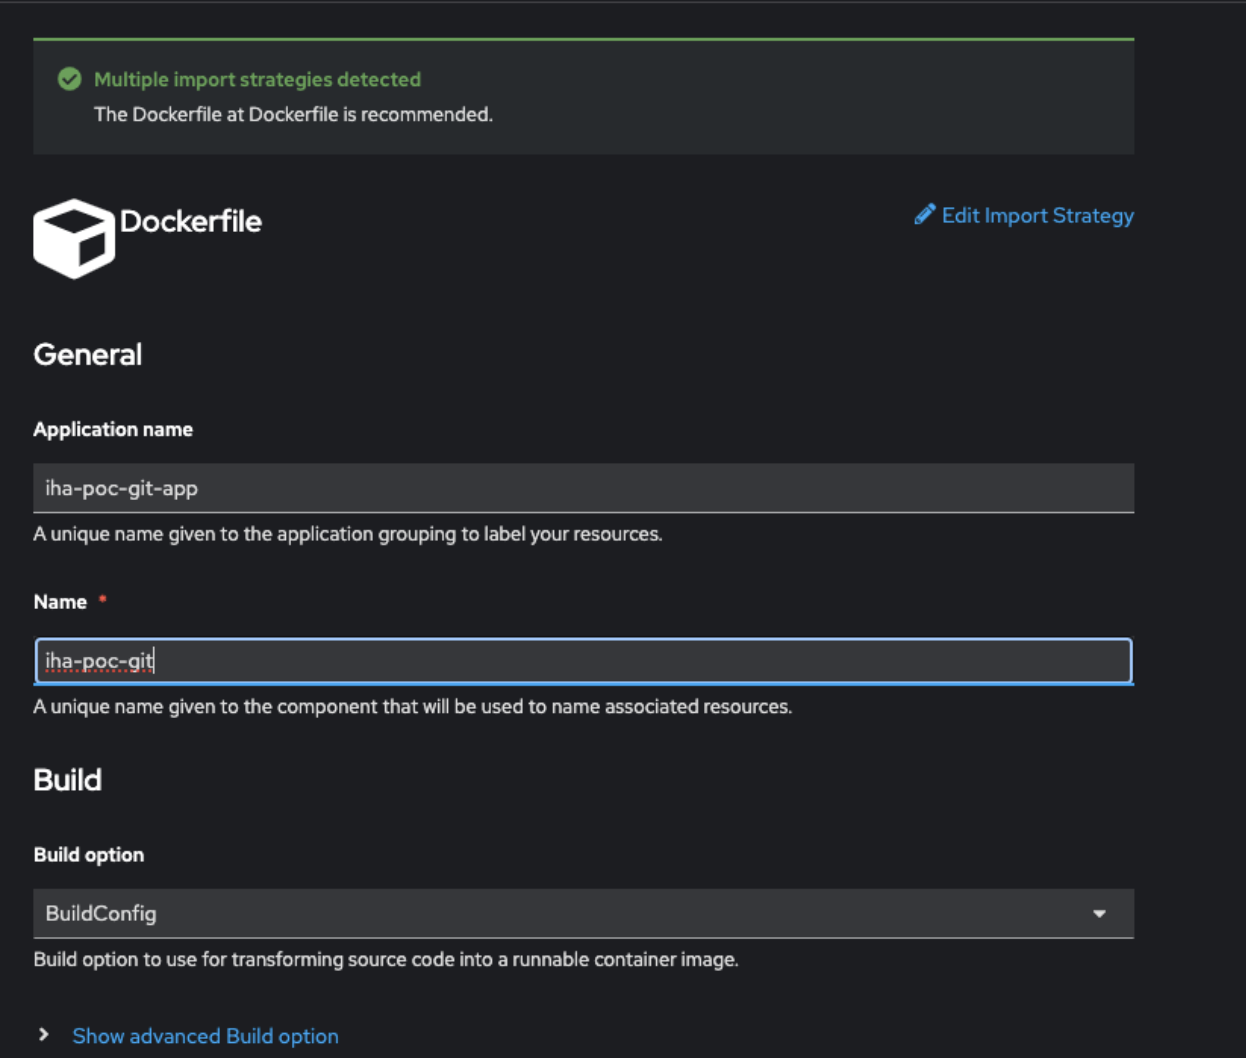 Multiple import strategies detected
The Dockerfile at Dockerfile is recommended.
Dockerfile
Edit Import Strategy
General
Application name
iha-poc-git-app
A unique name given to the application grouping to label your resources.
Name *
iha-poc-git
A unique name given to the component that will be used to name associated resources.
Build
Build option
BuildConfig
Build option to use for transforming source code into a runnable container image.
Show advanced Build option